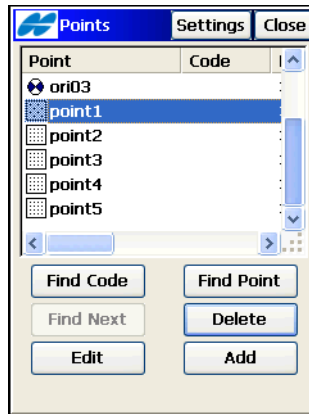 Points Settings Close
Point Code
ori03
point1
point2
point3
point4
point5
Find Code Find Point
Find Next Delete
Edit Add